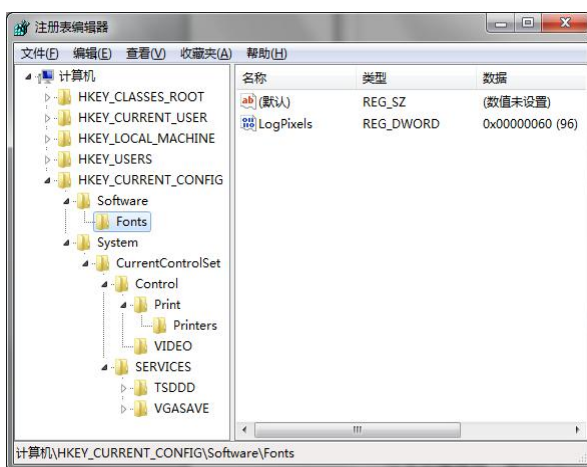 注册表编辑器
文件(F) 编辑(E) 查看(V) 收藏夹(A) 帮助(H)
计算机
HKEY_CLASSES_ROOT
HKEY_CURRENT_USER
HKEY_LOCAL_MACHINE
HKEY_USERS
HKEY_CURRENT_CONFIG
Software
Fonts
System
CurrentControlSet
Control
Print
Printers
VIDEO
SERVICES
TSDDD
VGASAVE
名称 类型 数据
ab (默认) REG_SZ (数值未设置)
LogPixels REG_DWORD 0x00000060 (96)
计算机\HKEY_CURRENT_CONFIG\Software\Fonts